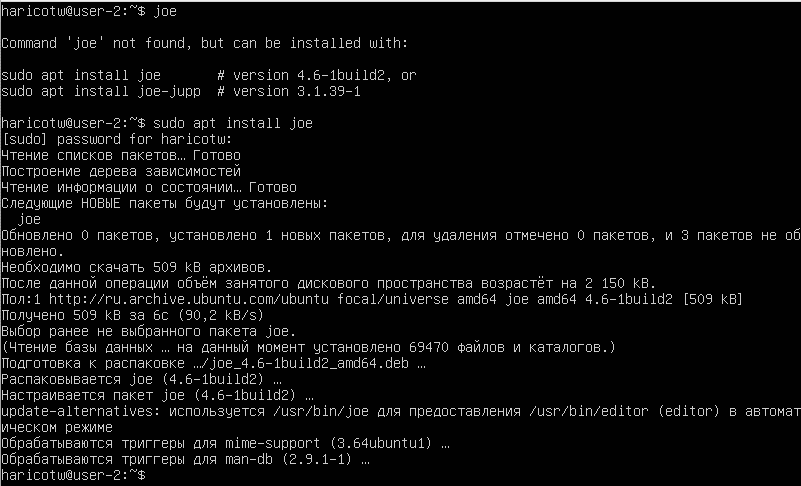 haricotw@user-2:~$ joe
Command 'joe' not found, but can be installed with:
sudo apt install joe       # version 4.6-1build2, or
sudo apt install joe-jupp  # version 3.1.39-1
haricotw@user-2:~$ sudo apt install joe
[sudo] password for haricotw:
Чтение списков пакетов… Готово
Построение дерева зависимостей
Чтение информации о состоянии… Готово
Следующие НОВЫЕ пакеты будут установлены:
  joe
Обновлено 0 пакетов, установлено 1 новых пакетов, для удаления отмечено 0 пакетов, и 3 пакетов не об
новлено.
Необходимо скачать 509 kB архивов.
После данной операции объём занятого дискового пространства возрастёт на 2 150 kB.
Пол:1 http://ru.archive.ubuntu.com/ubuntu focal/universe amd64 joe amd64 4.6-1build2 [509 kB]
Получено 509 kB за 6с (90,2 kB/s)
Выбор ранее не выбранного пакета joe.
(Чтение базы данных … на данный момент установлено 69470 файлов и каталогов.)
Подготовка к распаковке …/joe_4.6-1build2_amd64.deb …
Распаковывается joe (4.6-1build2) …
Настраивается пакет joe (4.6-1build2) …
update-alternatives: используется /usr/bin/joe для предоставления /usr/bin/editor (editor) в автомат
ическом режиме
Обрабатываются триггеры для mime-support (3.64ubuntu1) …
Обрабатываются триггеры для man-db (2.9.1-1) …
haricotw@user-2:~$